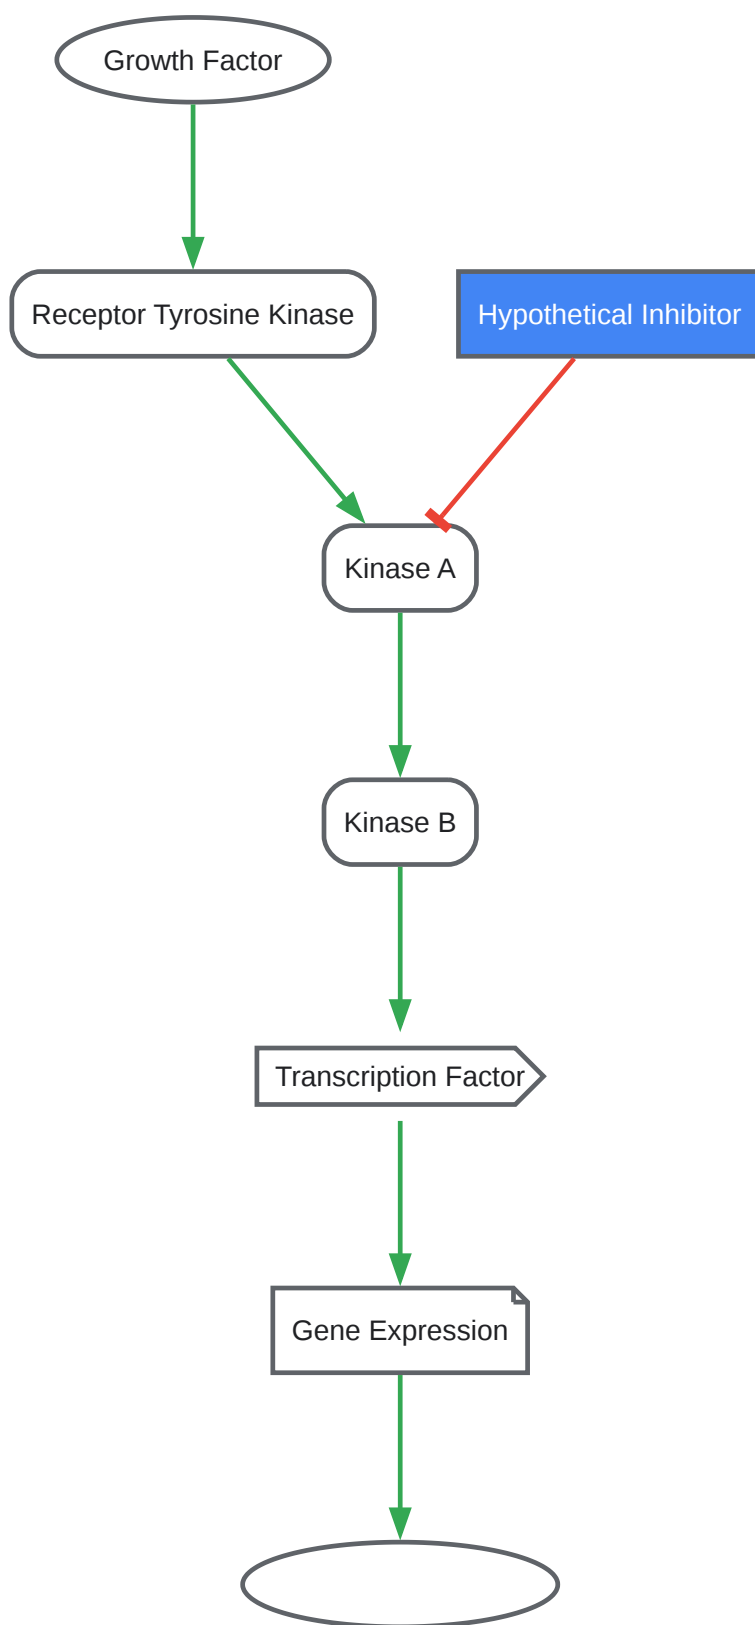 Growth Factor
Receptor Tyrosine Kinase
Hypothetical Inhibitor
Kinase A
Kinase B
Transcription Factor
Gene Expression